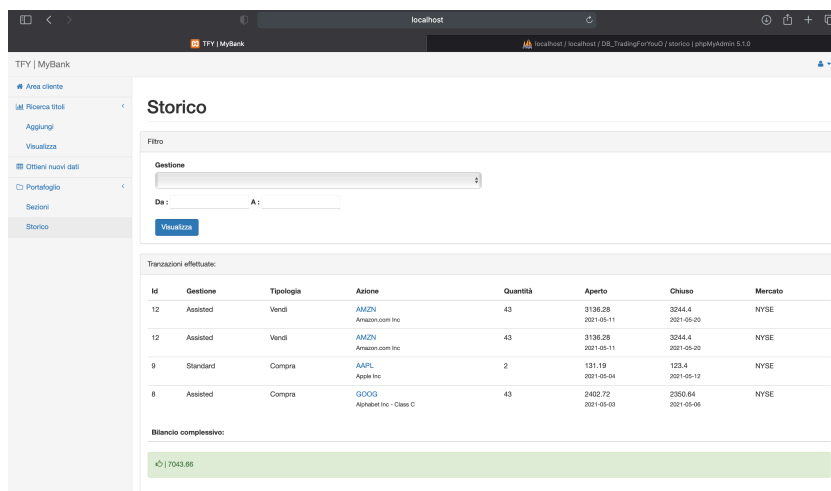 localhost
TFY | MyBank
localhost / localhost / DB_TradingForYouO / storico | phpMyAdmin 5.1.0
TFY | MyBank
Area cliente
Ricerca titoli
Aggiungi
Visualizza
Ottieni nuovi dati
Portafoglio
Sezioni
Storico
Storico
Filtro
Gestione
Da : A :
Visualizza
Tranzazioni effettuate:
Id Gestione Tipologia Azione Quantità Aperto Chiuso Mercato
12 Assisted Vendi AMZN 43 3136.28 3244.4 NYSE
Amazon.com Inc 2021-05-11 2021-05-20
12 Assisted Vendi AMZN 43 3136.28 3244.4 NYSE
Amazon.com Inc 2021-05-11 2021-05-20
9 Standard Compra AAPL 2 131.19 123.4 NYSE
Apple Inc 2021-05-04 2021-05-12
8 Assisted Compra GOOG 43 2402.72 2350.64 NYSE
Alphabet Inc - Class C 2021-05-03 2021-05-06
Bilancio complessivo:
| 7043.66